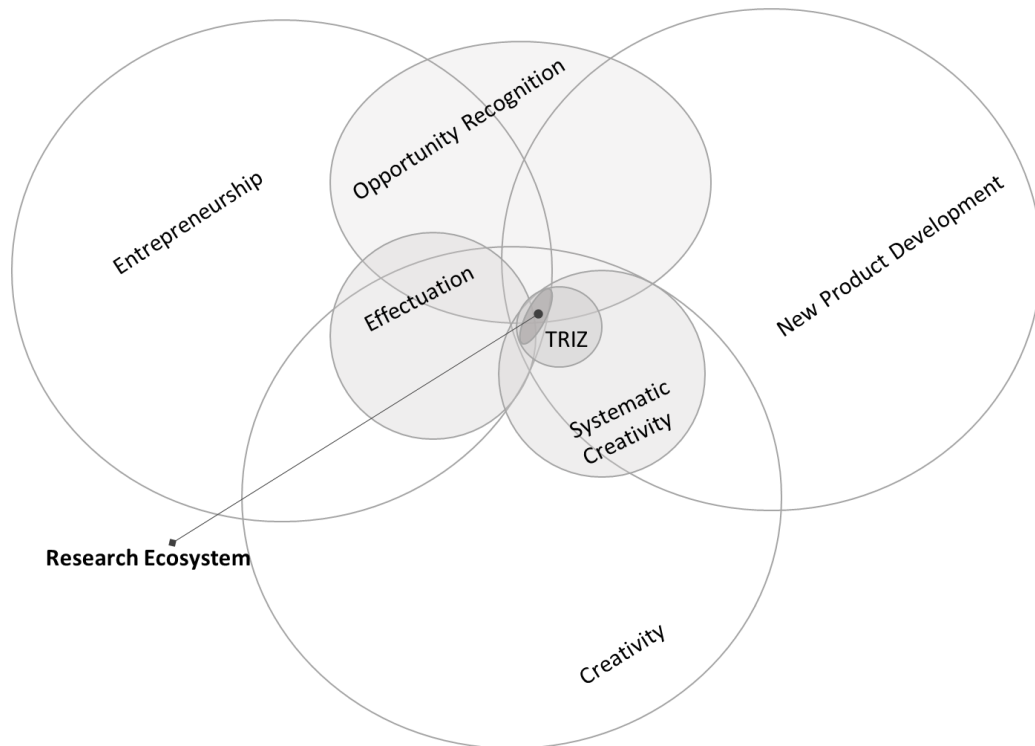 Opportunity Recognition
Entrepreneurship
New Product Development
Effectuation
TRIZ
Systematic
Creativity
Research Ecosystem
Creativity